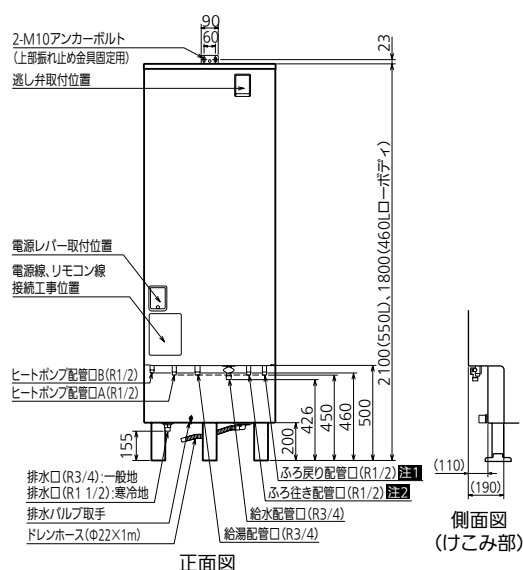 90
60
2-M10アンカーボルト
(上部振れ止め金具固定用)
23
逃し弁取付位置
電源レバー取付位置
電源線、リモコン線
接続工事位置
2100(550L)、1800(460Lローボディ)
ヒートポンプ配管口B(R1/2)
ヒートポンプ配管口A(R1/2)
155
200
426
450
460
500
排水口(R3/4):一般地
排水口(R1 1/2):寒冷地
排水バルブ取手
ドレンホース(Φ22×1m)
ふろ戻り配管口(R1/2) 注1
ふろ往き配管口(R1/2) 注2
給水配管口(R3/4)
給湯配管口(R3/4)
正面図
(110)
(190)
側面図
(けこみ部)